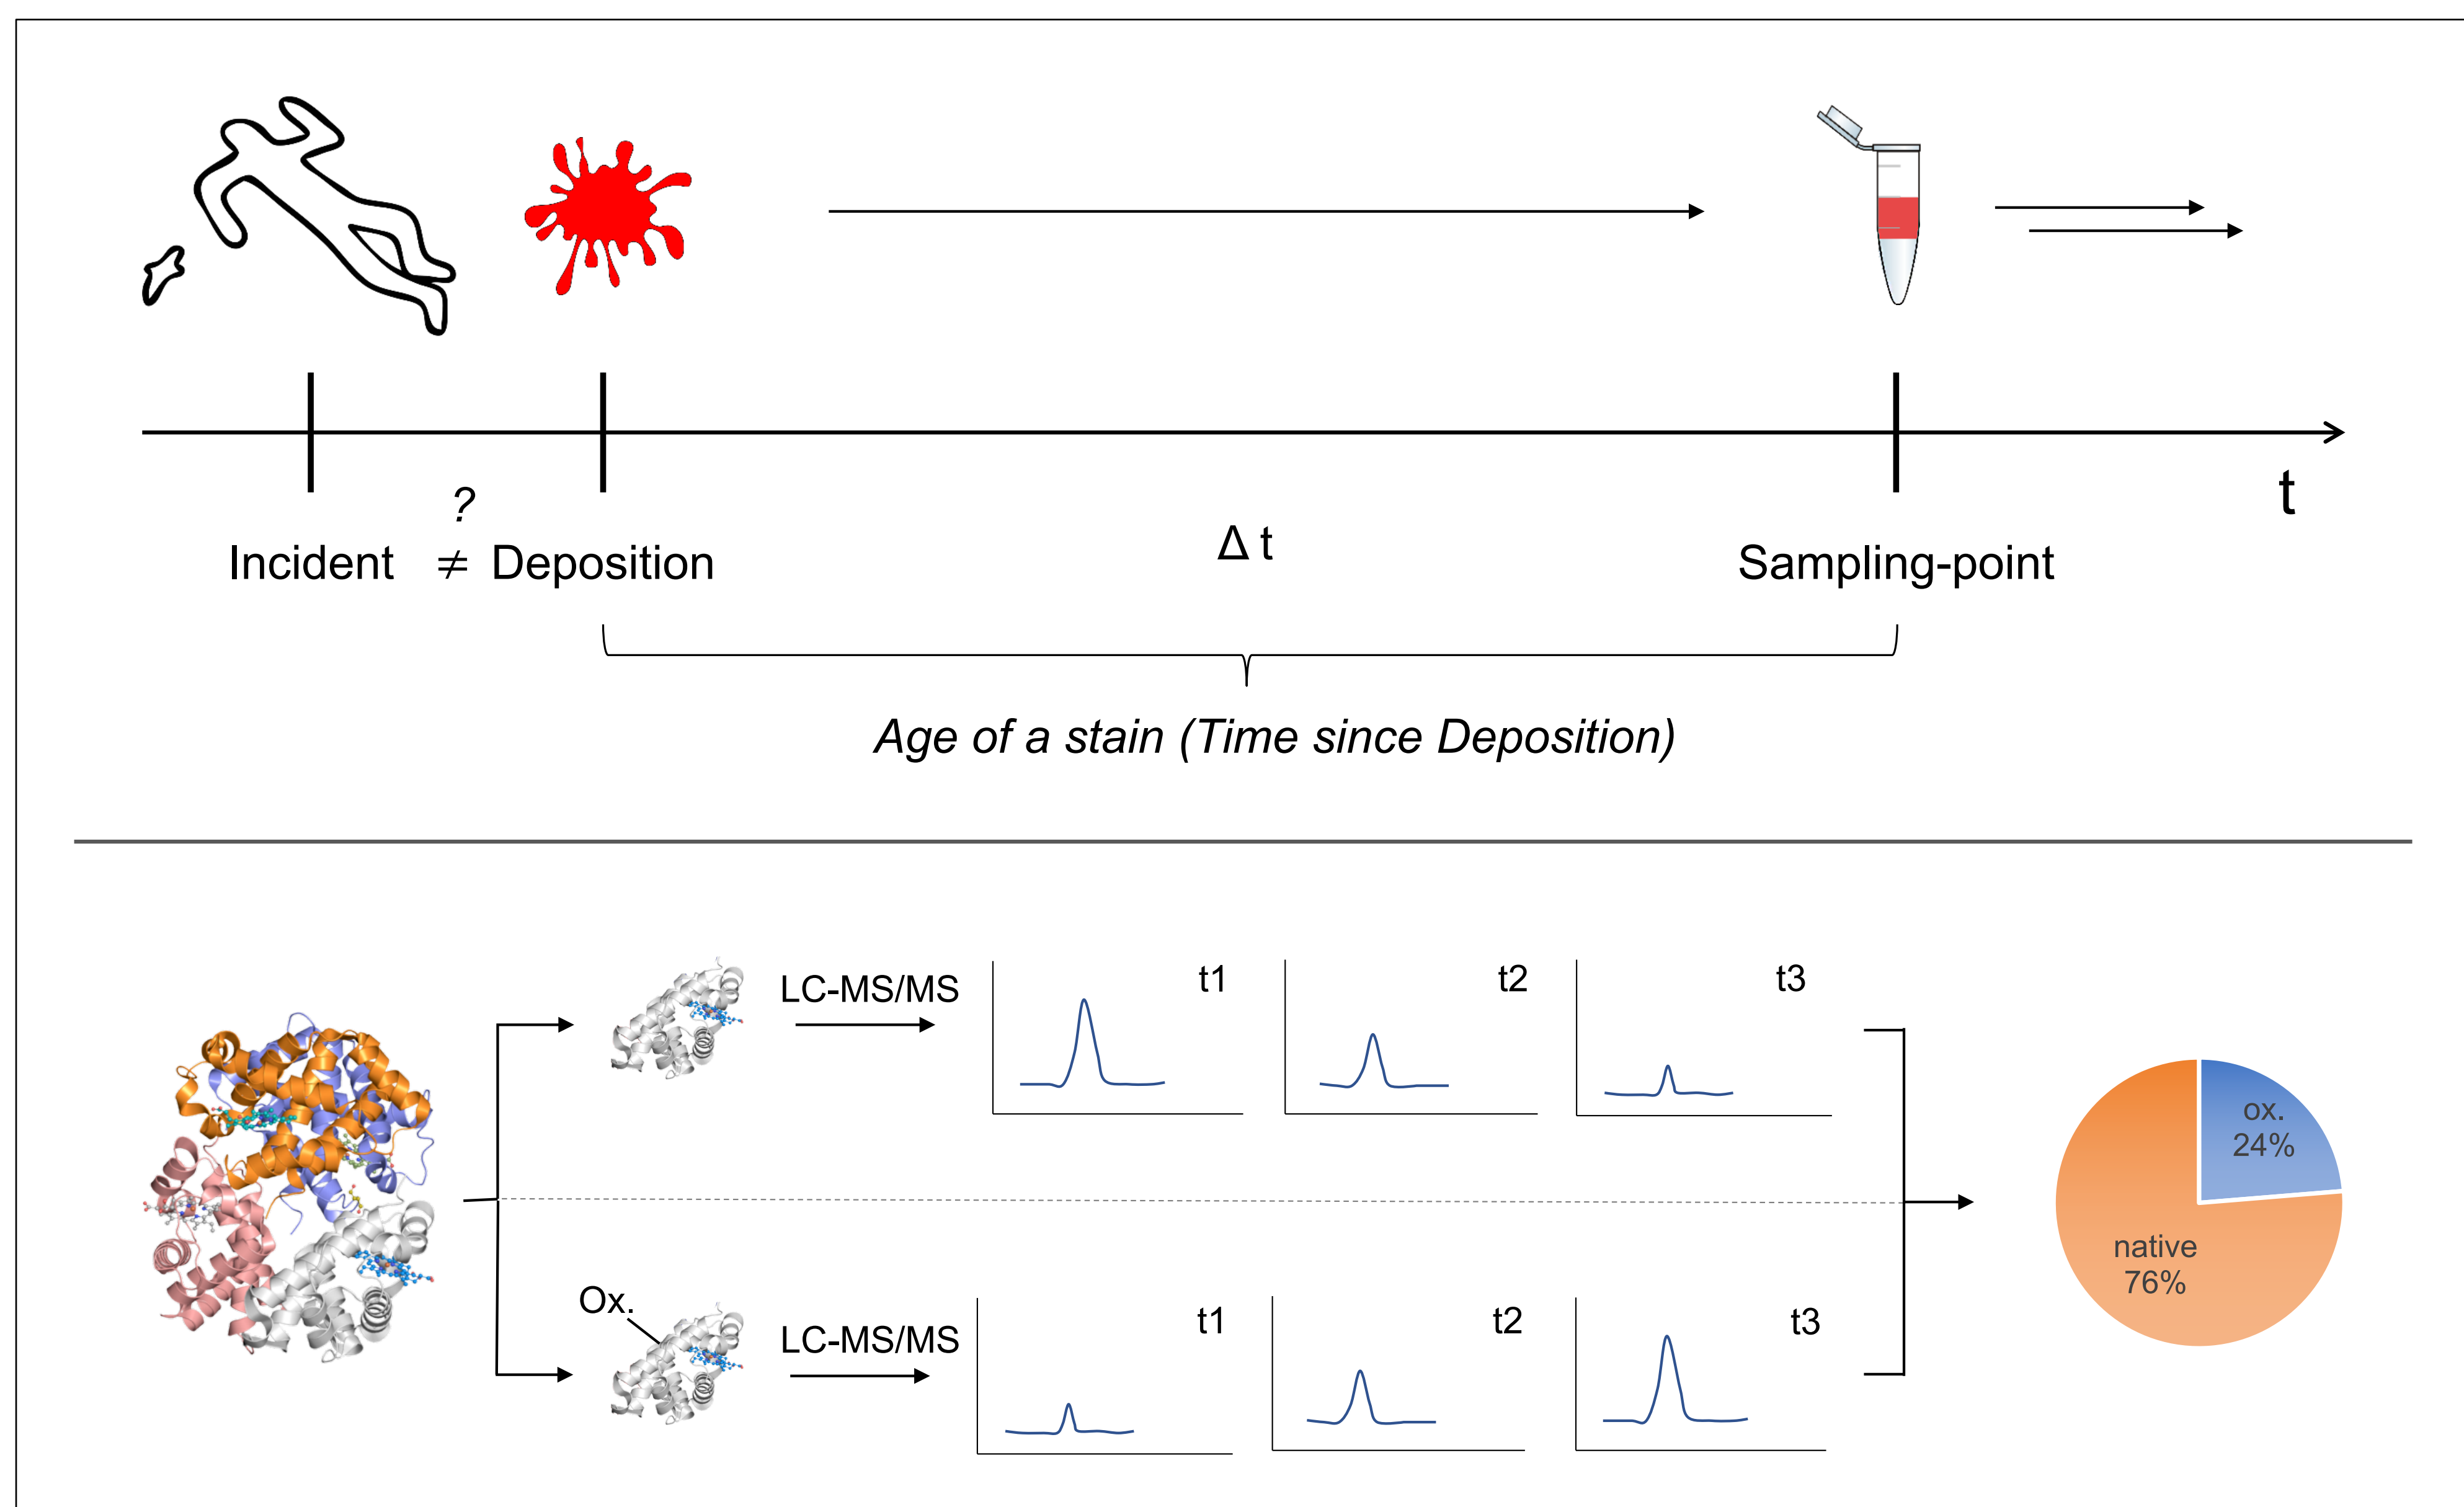 ?
Incident ≠ Deposition
Δ t
Sampling-point
t
Age of a stain (Time since Deposition)
LC-MS/MS
t1
t2
t3
ox.
24%
native
76%
Ox.
LC-MS/MS
t1
t2
t3